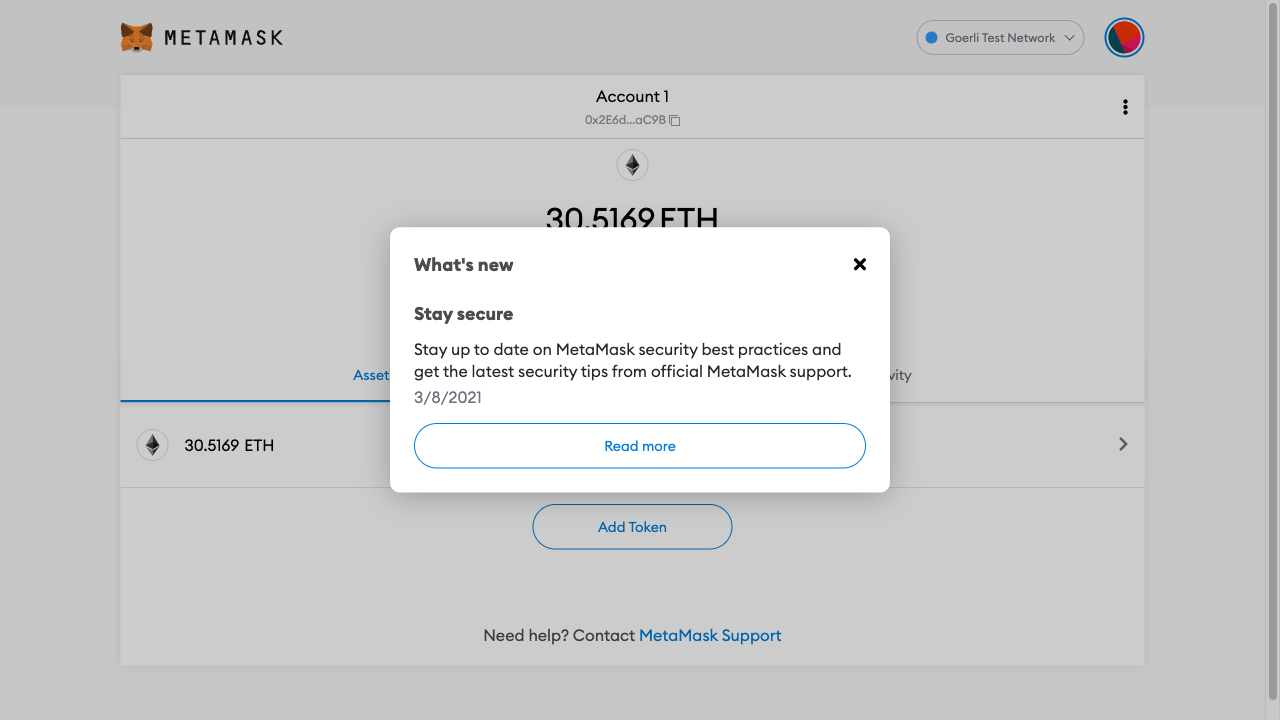 METAMASK
Goerli Test Network
Account 1
0x2E6d...aC9B
30.5169 ETH
What's new
Stay secure
Stay up to date on MetaMask security best practices and
get the latest security tips from official MetaMask support.
3/8/2021
Read more
Asset
vity
30.5169 ETH
Add Token
Need help? Contact MetaMask Support